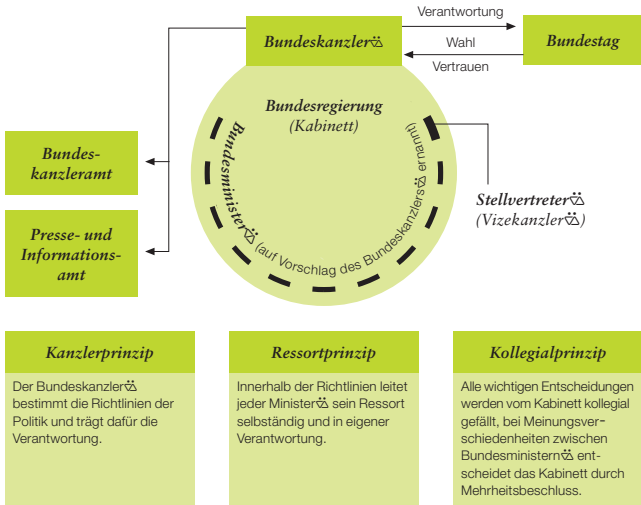 Verantwortung
Bundeskanzler
Wahl
Bundestag
Vertrauen
Bundesregierung
(Kabinett)
Bundesminister (auf Vorschlag des Bundeskanzlers ernannt)
Bundes-
kanzleramt
Stellvertreter
(Vizekanzler)
Presse- und
Informations-
amt
Kanzlerprinzip
Der Bundeskanzler
bestimmt die Richtlinien der
Politik und trägt dafür die
Verantwortung.
Ressortprinzip
Innerhalb der Richtlinien leitet
jeder Minister sein Ressort
selbständig und in eigener
Verantwortung.
Kollegialprinzip
Alle wichtigen Entscheidungen
werden vom Kabinett kollegial
gefällt, bei Meinungsver-
schiedenheiten zwischen
Bundesministern ent-
scheidet das Kabinett durch
Mehrheitsbeschluss.